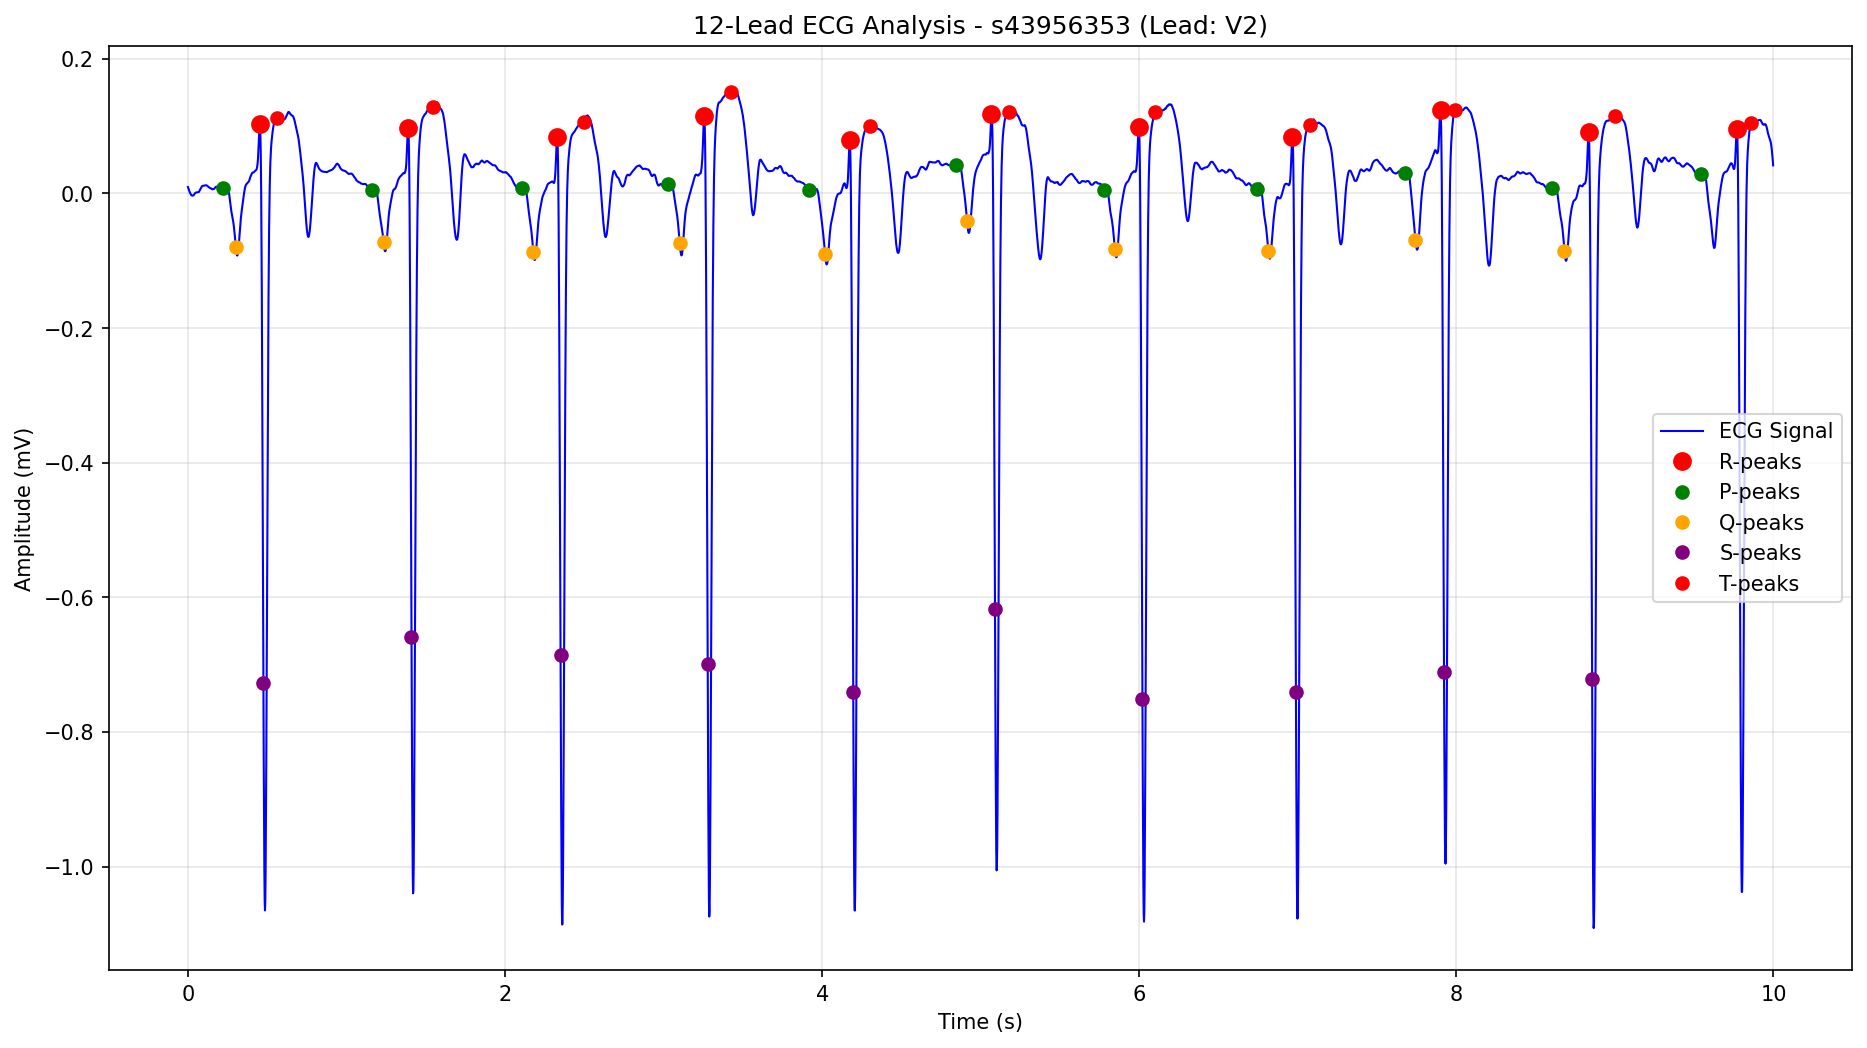 12-Lead ECG Analysis - s43956353 (Lead: V2)
Amplitude (mV)
0.2
0.0
−0.2
−0.4
−0.6
−0.8
−1.0
ECG Signal
R-peaks
P-peaks
Q-peaks
S-peaks
T-peaks
0 2 4 6 8 10
Time (s)